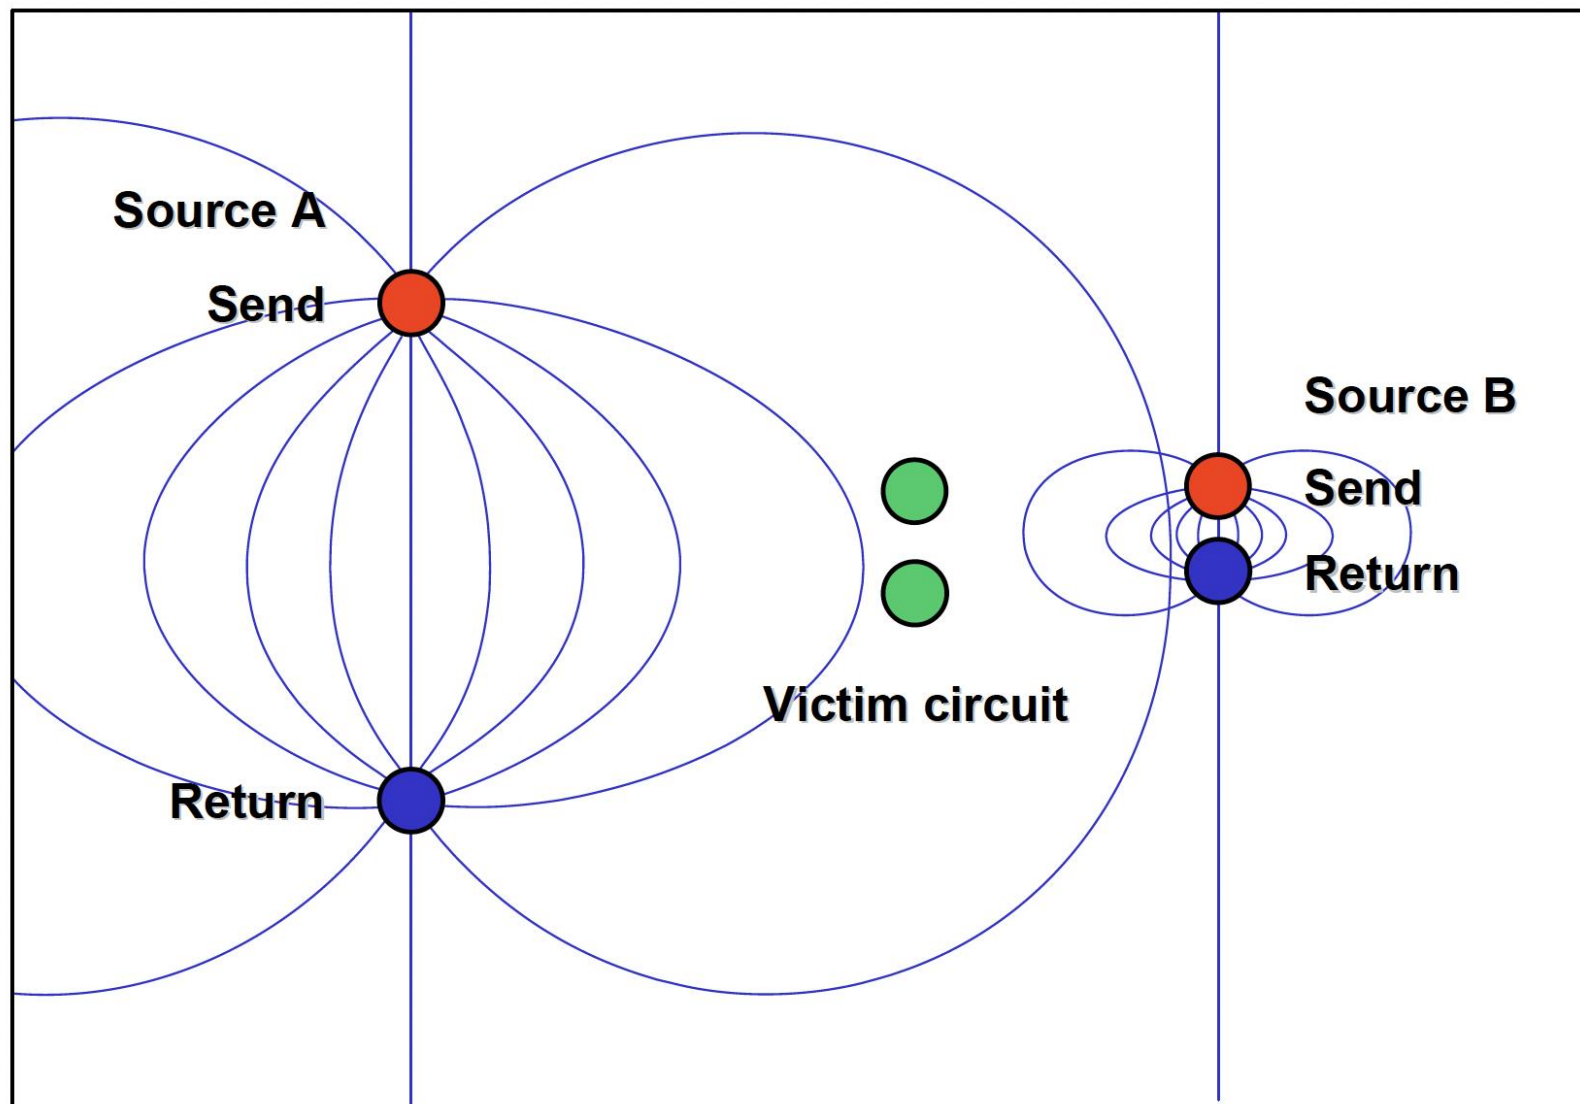 Source A
Send
Return
Victim circuit
Source B
Send
Return